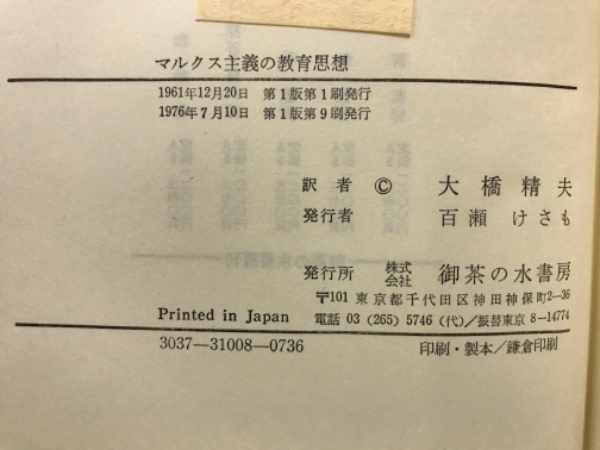 マルクス主義の教育思想
1961年12月20日 第1版第1刷発行
1976年7月10日 第1版第9刷発行
訳者 © 大橋精夫
発行者 百瀬けさも
発行所 株式会社 御茶の水書房
〒101 東京都千代田区神田神保町2—36
Printed in Japan 電話 03 (265) 5746 (代)／振替東京 8—14774
3037—31008—0736 印刷・製本／鎌倉印刷